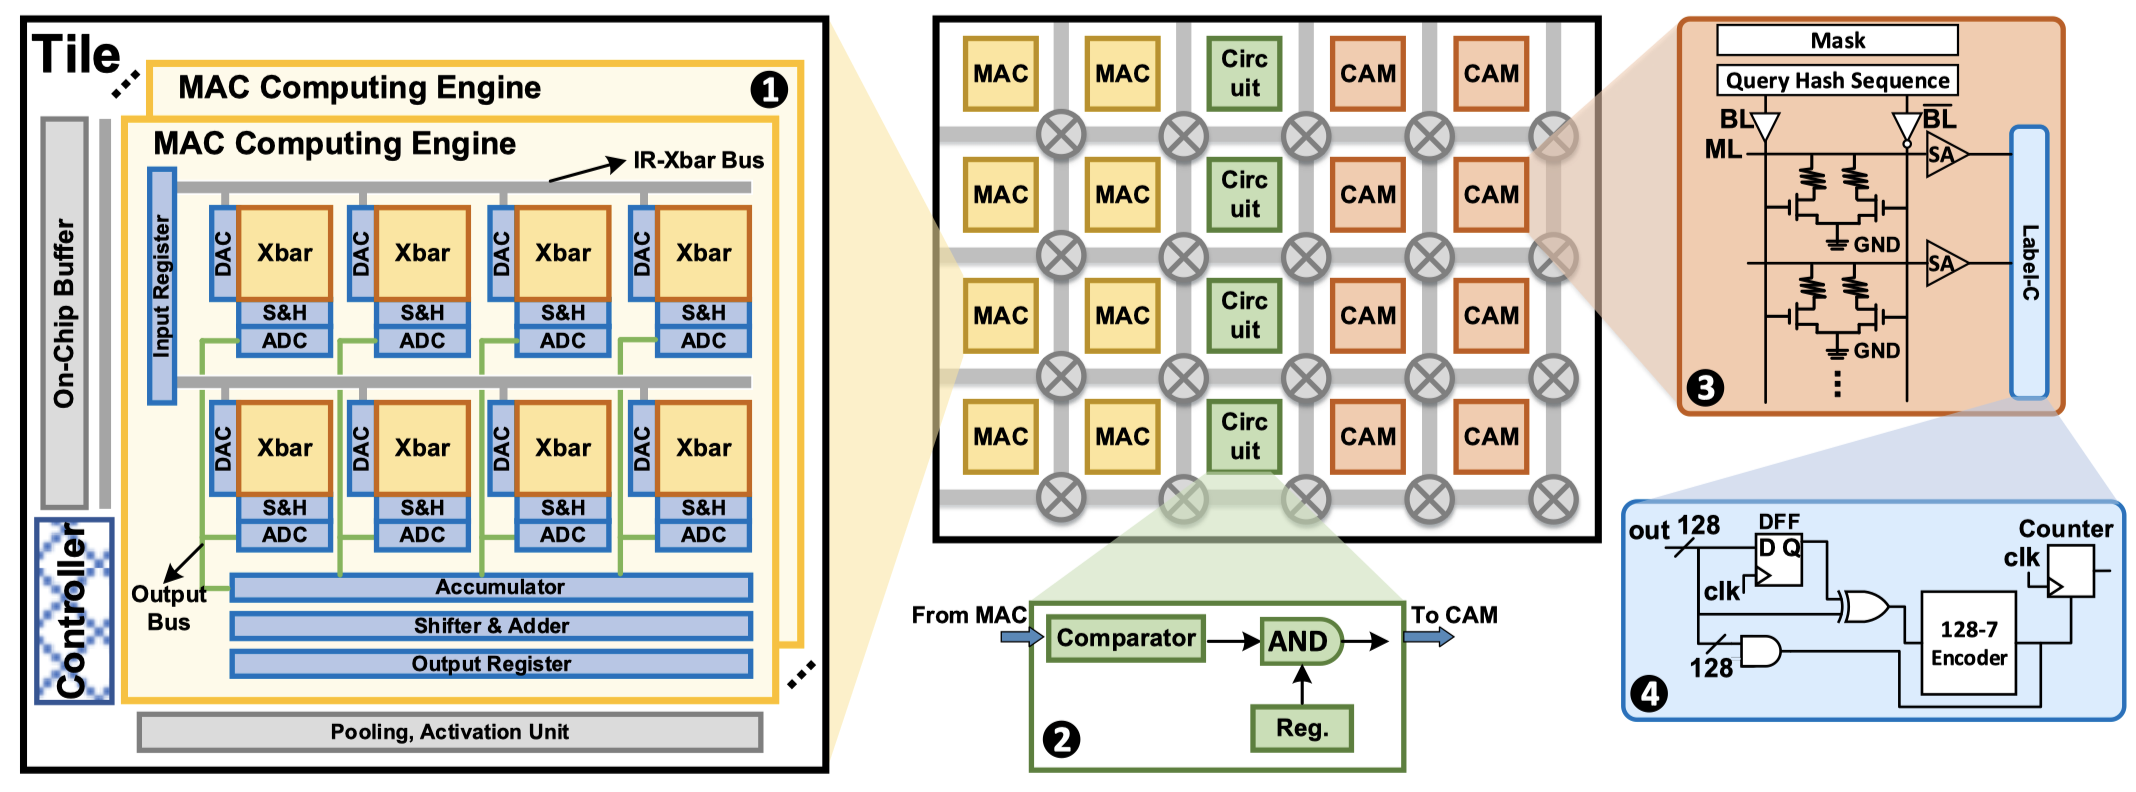 Tile
MAC Computing Engine
1
MAC Computing Engine
IR-Xbar Bus
On-Chip Buffer
Input Register
DAC
Xbar
DAC
Xbar
DAC
Xbar
DAC
Xbar
S&H
S&H
S&H
S&H
ADC
ADC
ADC
ADC
DAC
Xbar
DAC
Xbar
DAC
Xbar
DAC
Xbar
S&H
S&H
S&H
S&H
ADC
ADC
ADC
ADC
Controller
Output
Bus
Accumulator
Shifter & Adder
Output Register
Pooling, Activation Unit
MAC
MAC
Circ
uit
CAM
CAM
MAC
MAC
Circ
uit
CAM
CAM
MAC
MAC
Circ
uit
CAM
CAM
MAC
MAC
Circ
uit
CAM
CAM
From MAC
Comparator
AND
To CAM
Reg.
2
Mask
Query Hash Sequence
BL
BL
ML
SA
GND
SA
GND
Label-C
3
out
128
DFF
D Q
clk
Counter
clk
128-7
Encoder
128
4